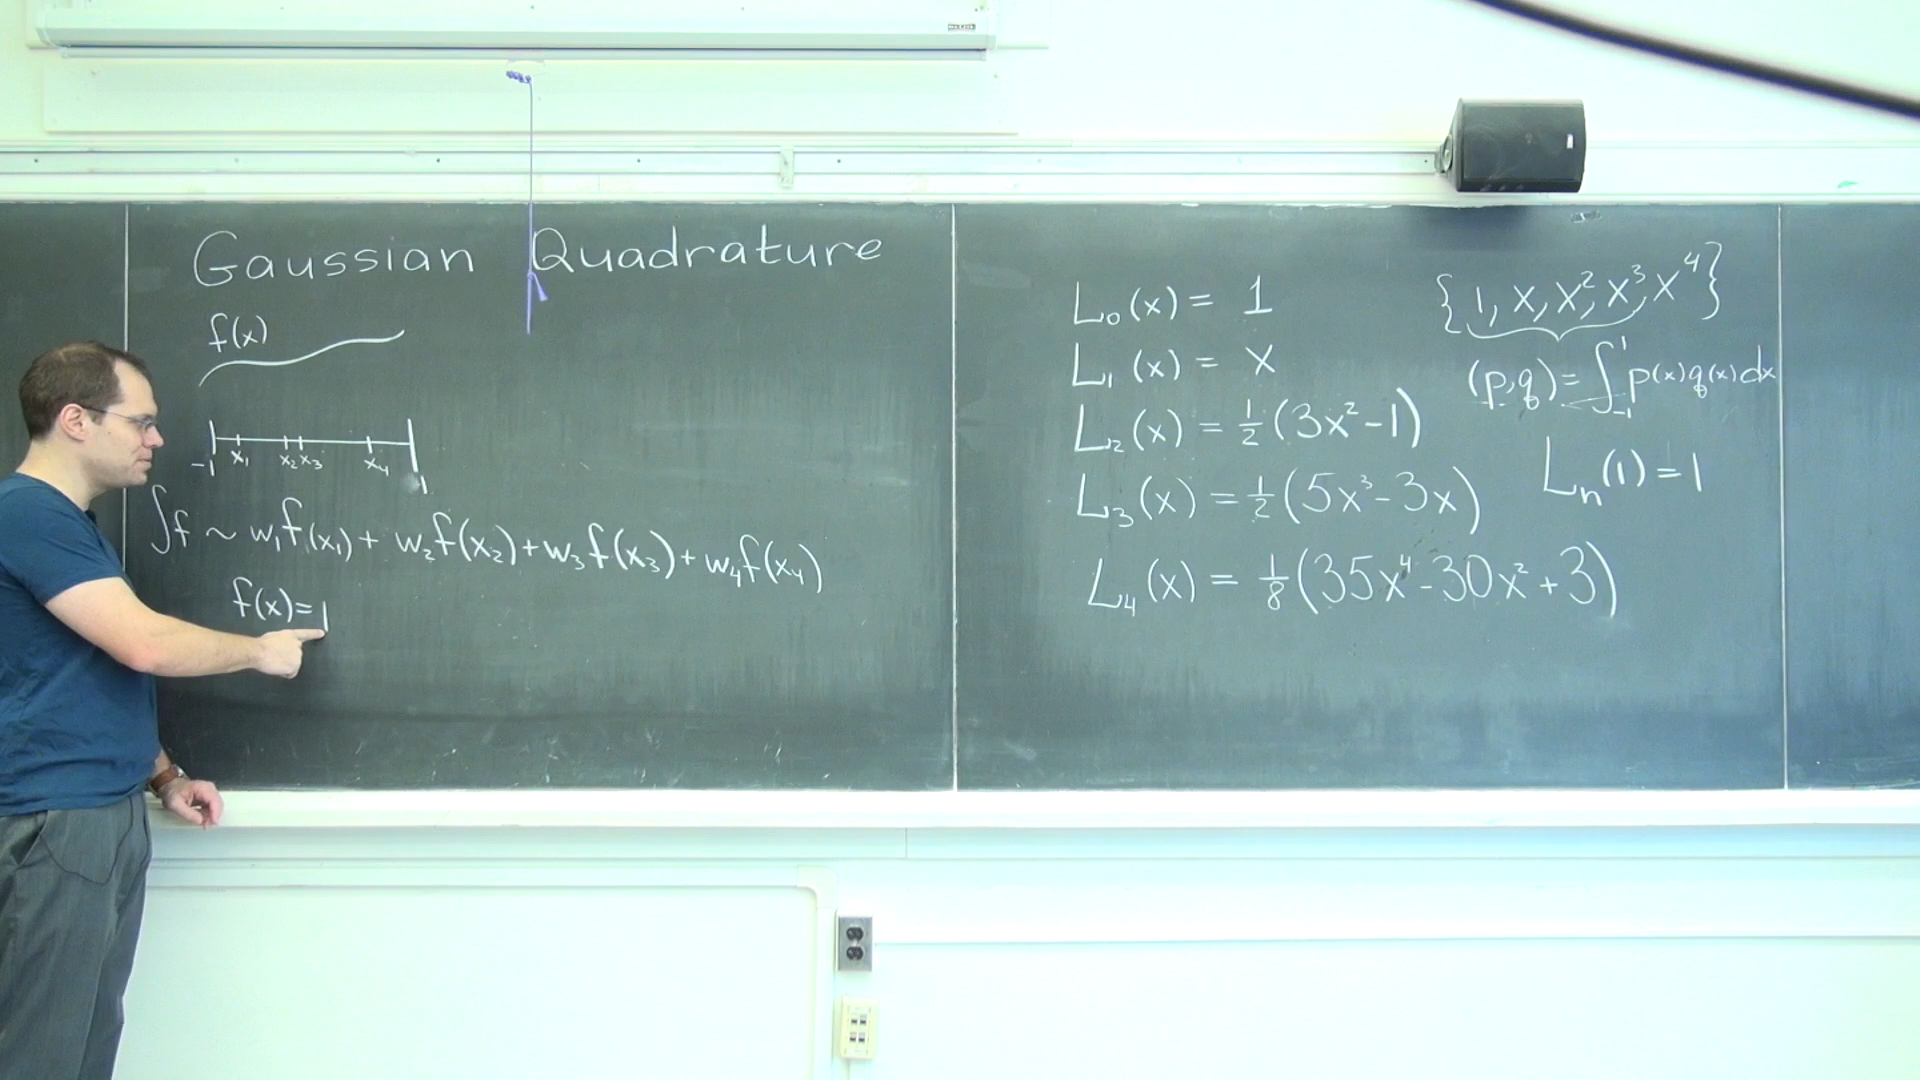 Gaussian Quadrature
f(x)
-1 x₁ x₂ x₃ x₄ 1
∫f ~ w₁f(x₁) + w₂f(x₂) + w₃f(x₃) + w₄f(x₄)
f(x)=1
L₀(x) = 1
L₁(x) = x
L₂(x) = ½(3x²-1)
L₃(x) = ½(5x³-3x)
L₄(x) = ⅛(35x⁴-30x²+3)
{1, x, x², x³, x⁴}
(p,q) = ∫₋₁¹ p(x)q(x)dx
Lₙ(1) = 1